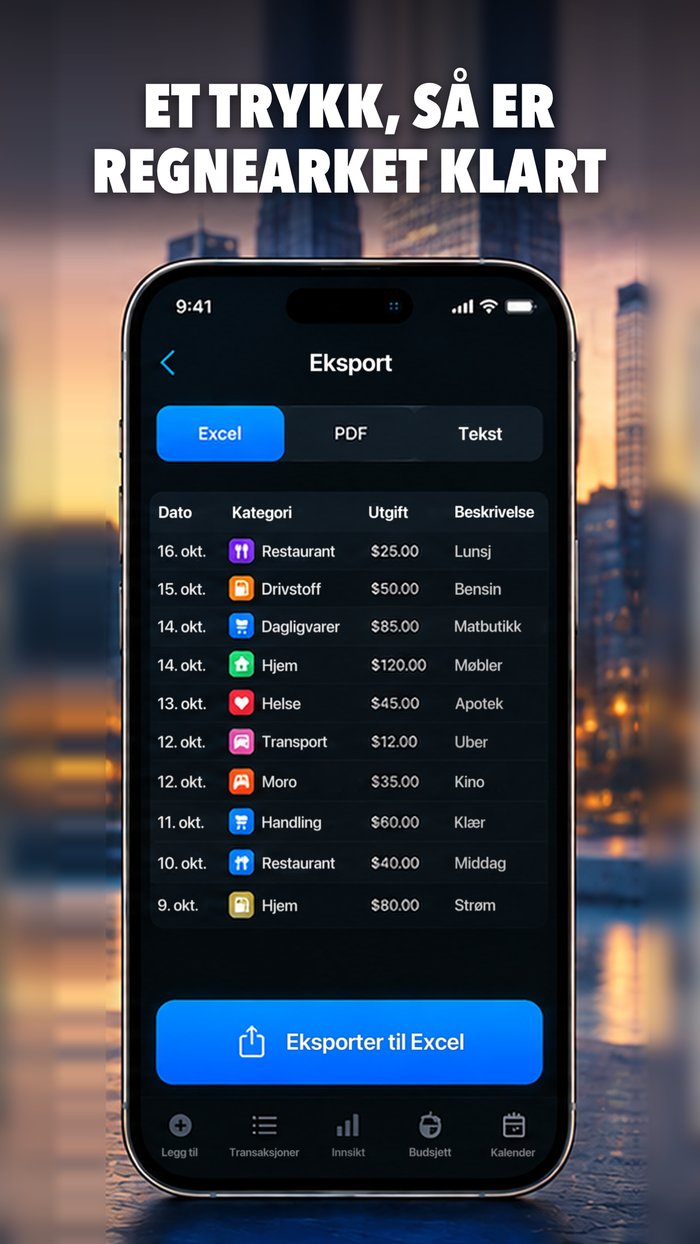 ET TRYKK, SÅ ER
REGNEARKET KLART
9:41
Eksport
Excel PDF Tekst
Dato Kategori Utgift Beskrivelse
16. okt. Restaurant $25.00 Lunsj
15. okt. Drivstoff $50.00 Bensin
14. okt. Dagligvarer $85.00 Matbutikk
14. okt. Hjem $120.00 Møbler
13. okt. Helse $45.00 Apotek
12. okt. Transport $12.00 Uber
12. okt. Moro $35.00 Kino
11. okt. Handling $60.00 Klær
10. okt. Restaurant $40.00 Middag
9. okt. Hjem $80.00 Strøm
Eksporter til Excel
Legg til Transaksjoner Innsikt Budsjett Kalender